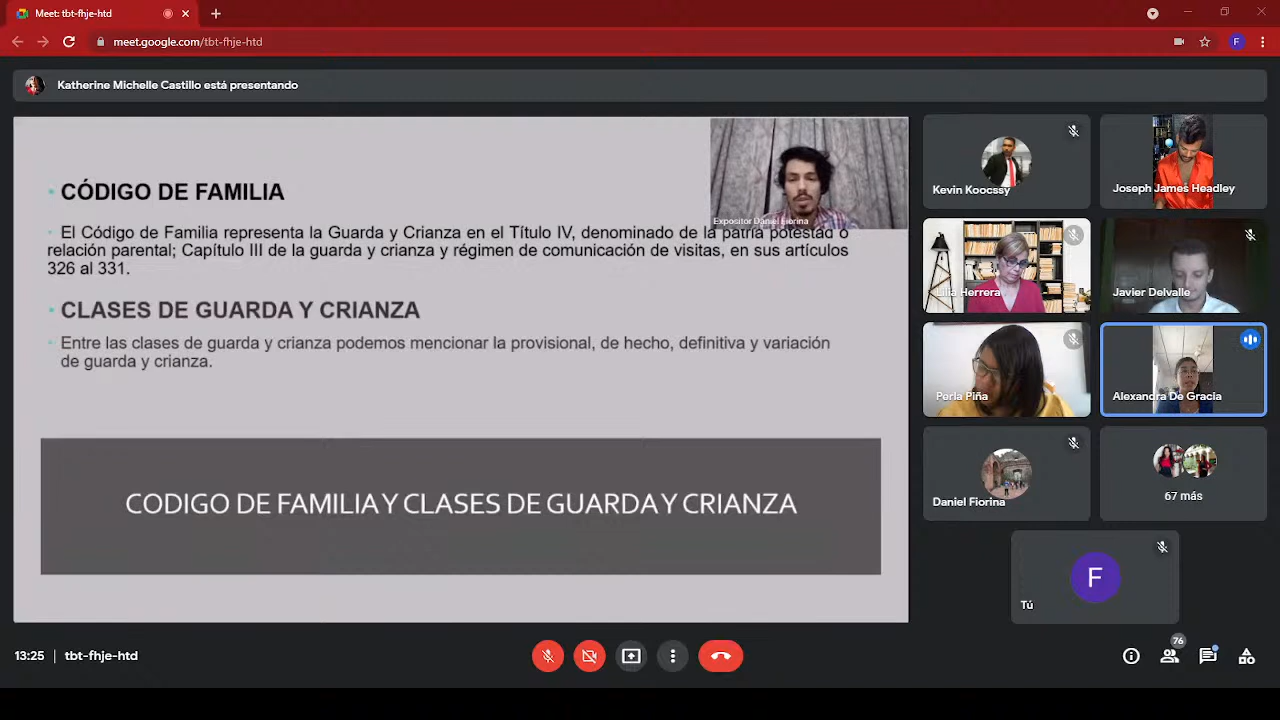 Meet: tbt-fhje-htd
meet.google.com/tbt-fhje-htd
F
Katherine Michelle Castillo está presentando
• CÓDIGO DE FAMILIA
• El Código de Familia representa la Guarda y Crianza en el Título IV, denominado de la patria potestad o
relación parental; Capítulo III de la guarda y crianza y régimen de comunicación de visitas, en sus artículos
326 al 331.
• CLASES DE GUARDA Y CRIANZA
• Entre las clases de guarda y crianza podemos mencionar la provisional, de hecho, definitiva y variación
de guarda y crianza.
CODIGO DE FAMILIA Y CLASES DE GUARDA Y CRIANZA
Expositor Daniel Fiorina
Kevin Koocssy
Joseph James Headley
Lilia Herrera
Javier Delvalle
Perla Piña
Alexandra De Gracia
Daniel Fiorina
67 más
F
Tú
13:25 | tbt-fhje-htd
76